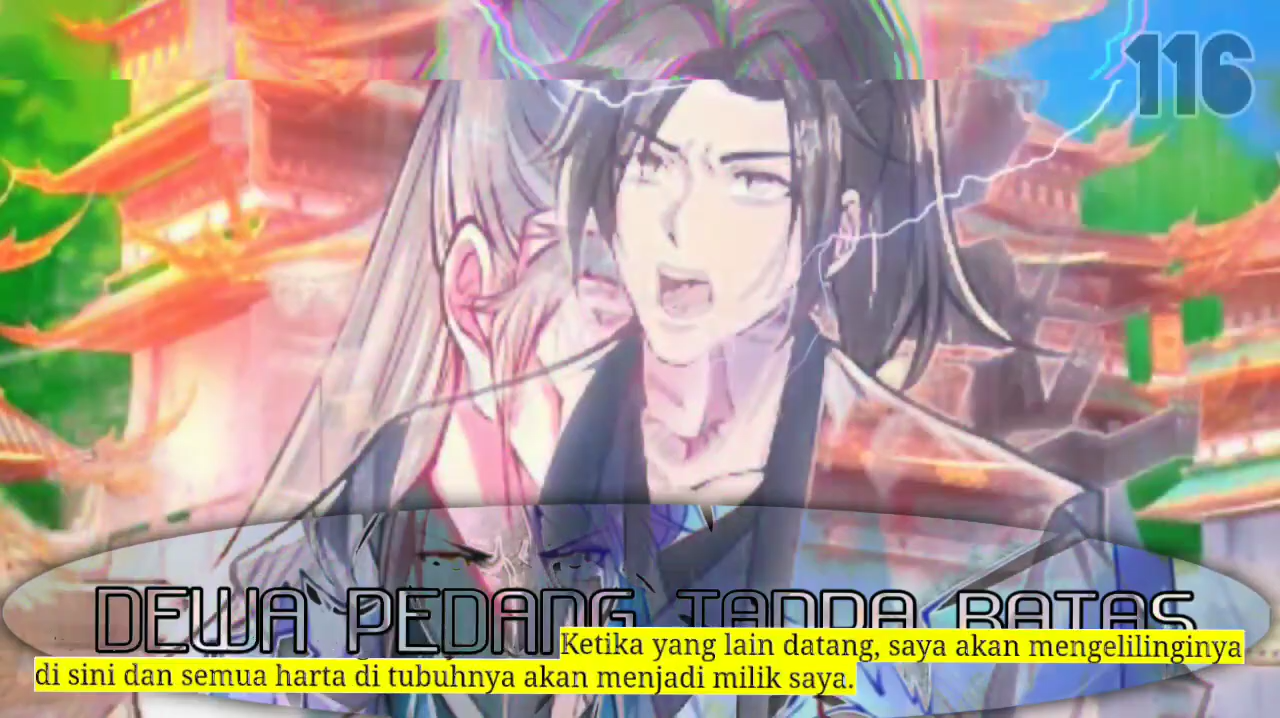 116
DEWA PEDANG TANPA BATAS
Ketika yang lain datang, saya akan mengelilinginya
di sini dan semua harta di tubuhnya akan menjadi milik saya.